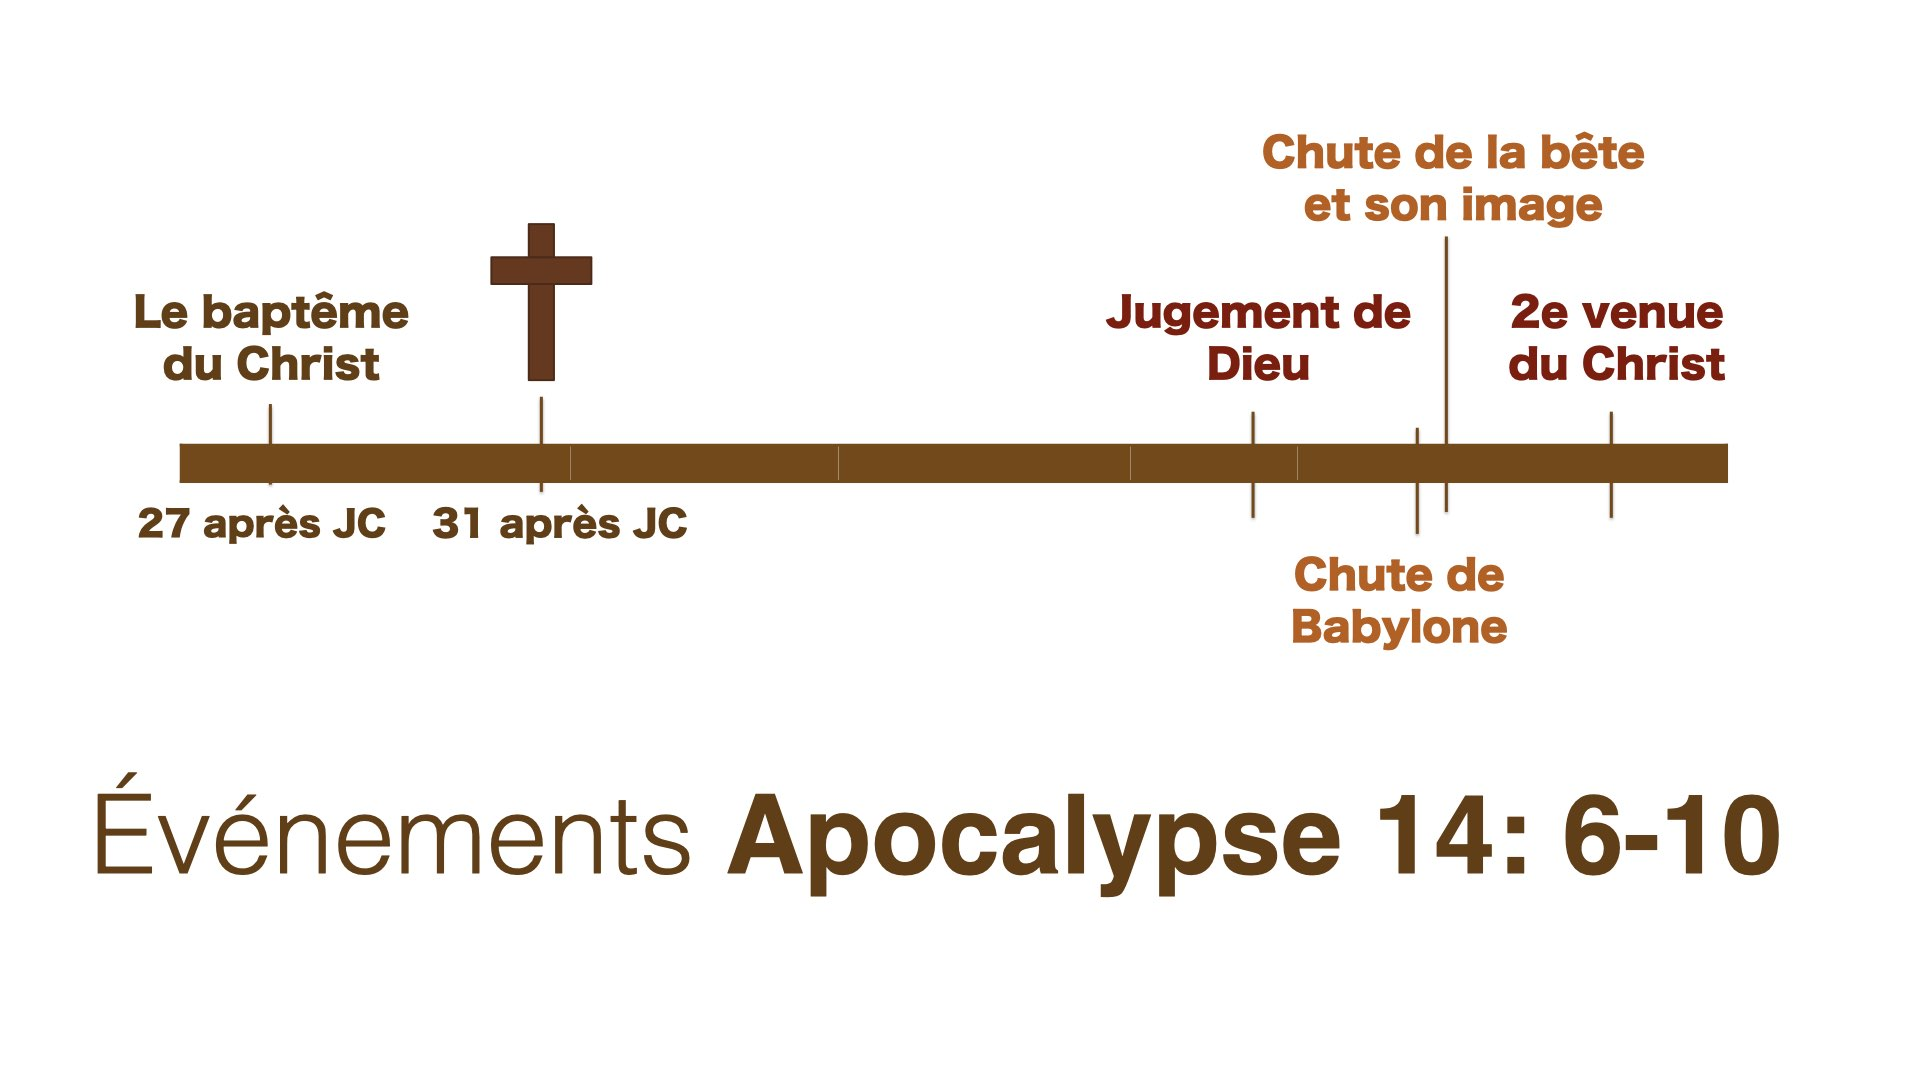 Chute de la bête
et son image
Le baptême
du Christ
Jugement de
Dieu
2e venue
du Christ
27 après JC
31 après JC
Chute de
Babylone
Événements Apocalypse 14: 6-10